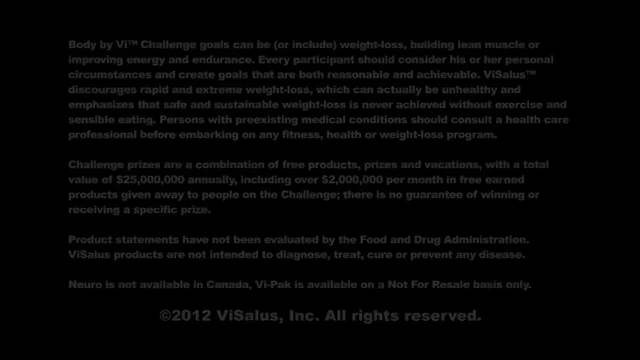 Body by Vi™ Challenge goals can be (or include) weight-loss, building lean muscle or
improving energy and endurance. Every participant should consider his or her personal
circumstances and create goals that are both reasonable and achievable. ViSalus™
discourages rapid and extreme weight-loss, which can actually be unhealthy and
emphasizes that safe and sustainable weight-loss is never achieved without exercise and
sensible eating. Persons with preexisting medical conditions should consult a health care
professional before embarking on any fitness, health or weight-loss program.
Challenge prizes are a combination of free products, prizes and vacations, with a total
value of $25,000,000 annually, including over $2,000,000 per month in free earned
products given away to people on the Challenge; there is no guarantee of winning or
receiving a specific prize.
Product statements have not been evaluated by the Food and Drug Administration.
ViSalus products are not intended to diagnose, treat, cure or prevent any disease.
Neuro is not available in Canada, Vi-Pak is available on a Not For Resale basis only.
©2012 ViSalus, Inc. All rights reserved.